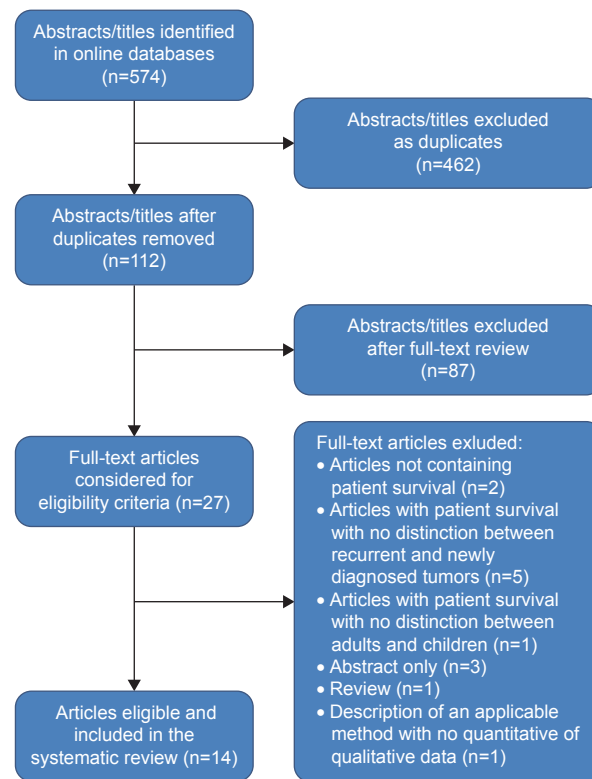 Abstracts/titles identified
in online databases
(n=574)
Abstracts/titles excluded
as duplicates
(n=462)
Abstracts/titles after
duplicates removed
(n=112)
Abstracts/titles excluded
after full-text review
(n=87)
Full-text articles
considered for
eligibility criteria (n=27)
Full-text articles exluded:
• Articles not containing
patient survival (n=2)
• Articles with patient survival
with no distinction between
recurrent and newly
diagnosed tumors (n=5)
• Articles with patient survival
with no distinction between
adults and children (n=1)
• Abstract only (n=3)
• Review (n=1)
• Description of an applicable
method with no quantitative of
qualitative data (n=1)
Articles eligible and
included in the
systematic review (n=14)